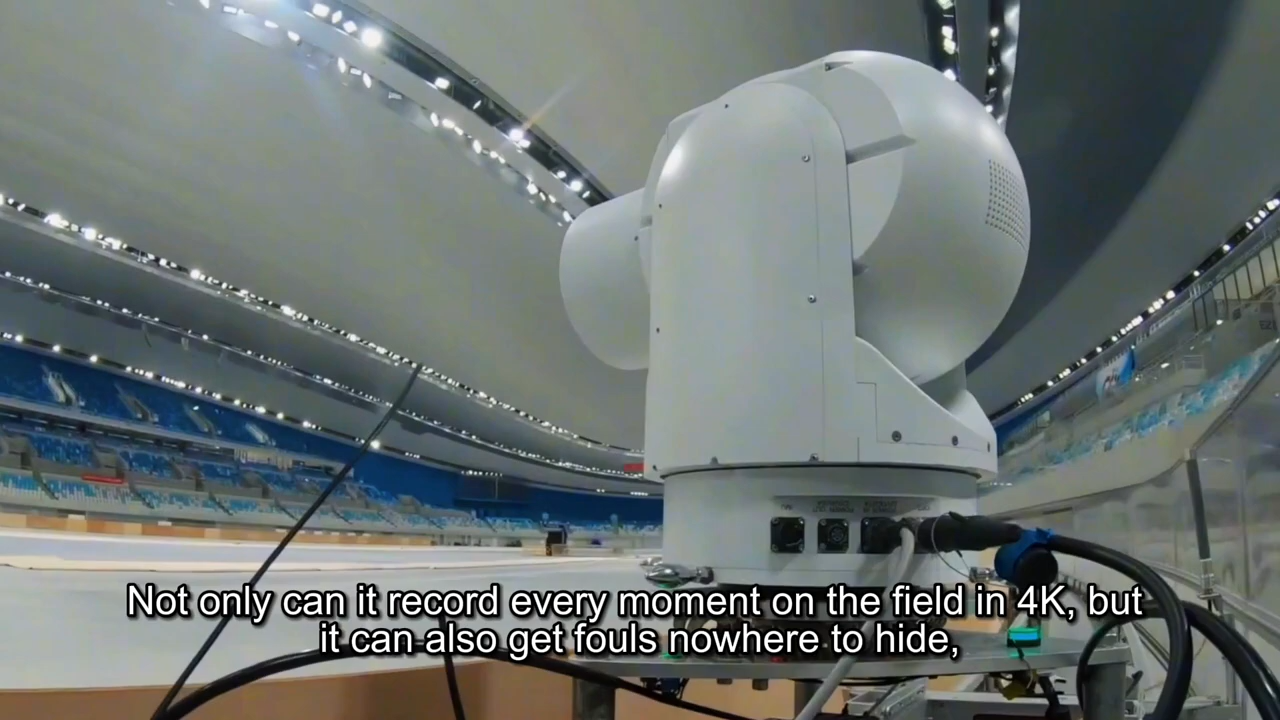 Not only can it record every moment on the field in 4K, but
it can also get fouls nowhere to hide,